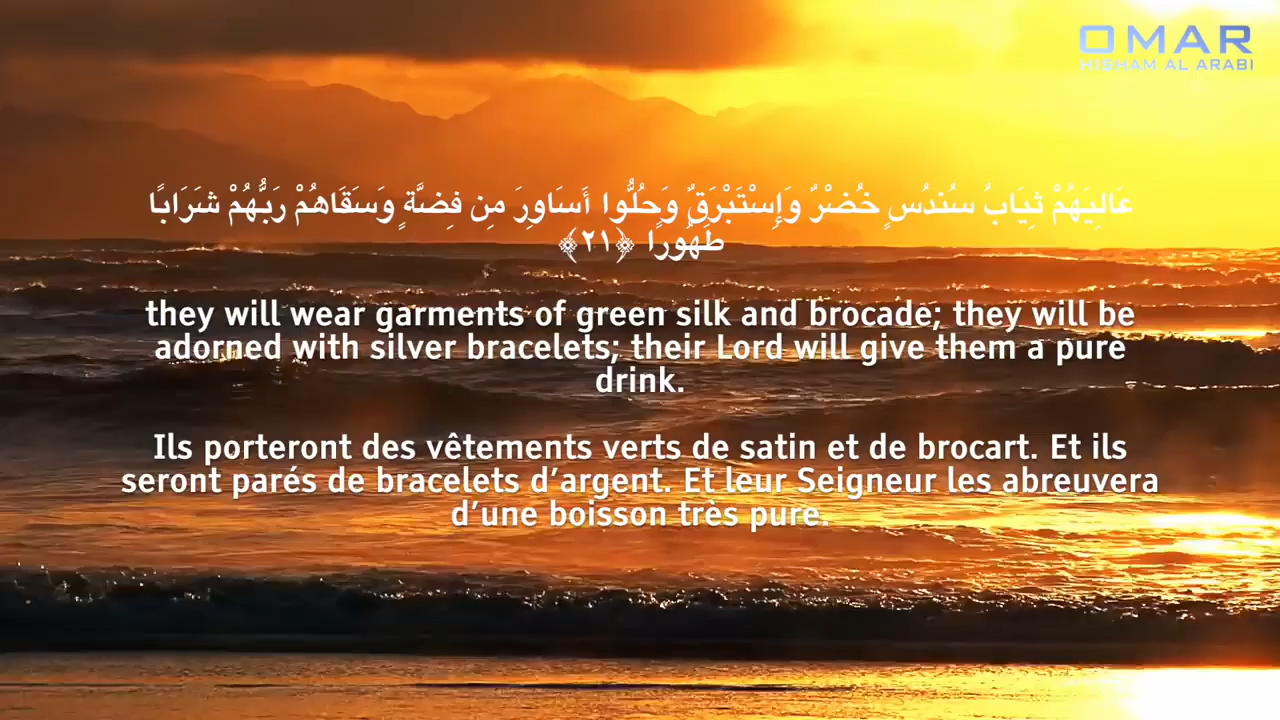 OMAR
HISHAM AL ARABI
عَالِيَهُمْ ثِيَابُ سُندُسٍ خُضْرٌ وَإِسْتَبْرَقٌ وَحُلُّوا أَسَاوِرَ مِن فِضَّةٍ وَسَقَاهُمْ رَبُّهُمْ شَرَابًا
طَهُورًا ﴿٢١﴾
they will wear garments of green silk and brocade; they will be
adorned with silver bracelets; their Lord will give them a pure
drink.
Ils porteront des vêtements verts de satin et de brocart. Et ils
seront parés de bracelets d’argent. Et leur Seigneur les abreuvera
d’une boisson très pure.